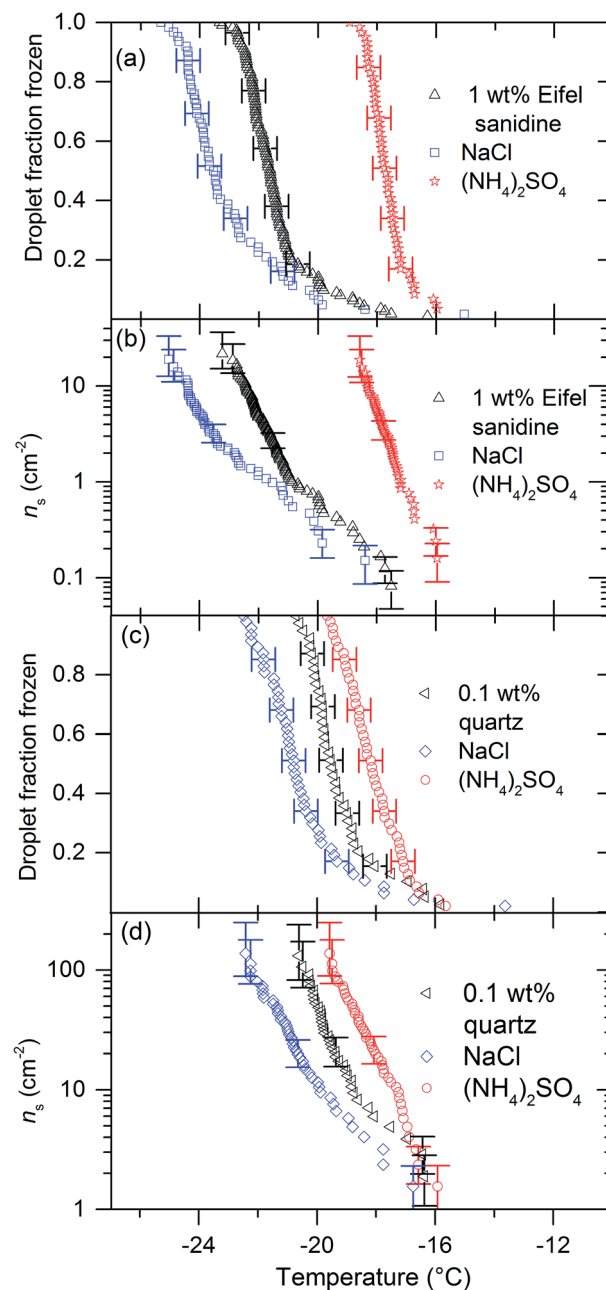 1.0
(a)
0.8
0.6
0.4
0.2
Droplet fraction frozen
1 wt% Eifel
sanidine
NaCl
(NH₄)₂SO₄
(b)
10
1
0.1
nₛ (cm⁻²)
1 wt% Eifel
sanidine
NaCl
(NH₄)₂SO₄
(c)
0.8
0.6
0.4
0.2
Droplet fraction frozen
0.1 wt%
quartz
NaCl
(NH₄)₂SO₄
(d)
100
10
1
nₛ (cm⁻²)
0.1 wt%
quartz
NaCl
(NH₄)₂SO₄
-24 -20 -16 -12
Temperature (°C)